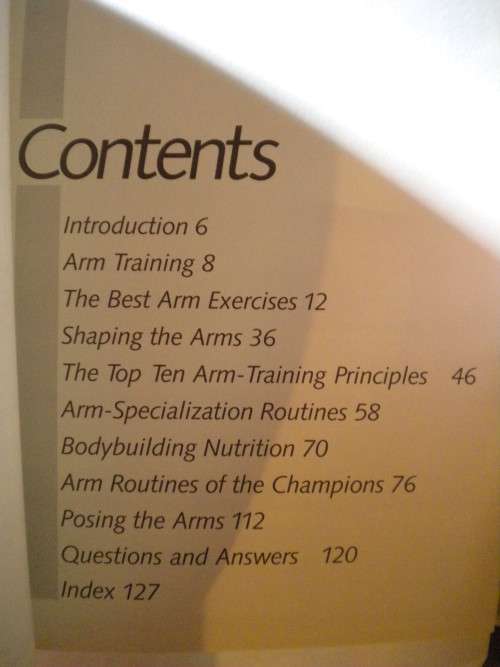 Contents
Introduction 6
Arm Training 8
The Best Arm Exercises 12
Shaping the Arms 36
The Top Ten Arm-Training Principles 46
Arm-Specialization Routines 58
Bodybuilding Nutrition 70
Arm Routines of the Champions 76
Posing the Arms 112
Questions and Answers 120
Index 127